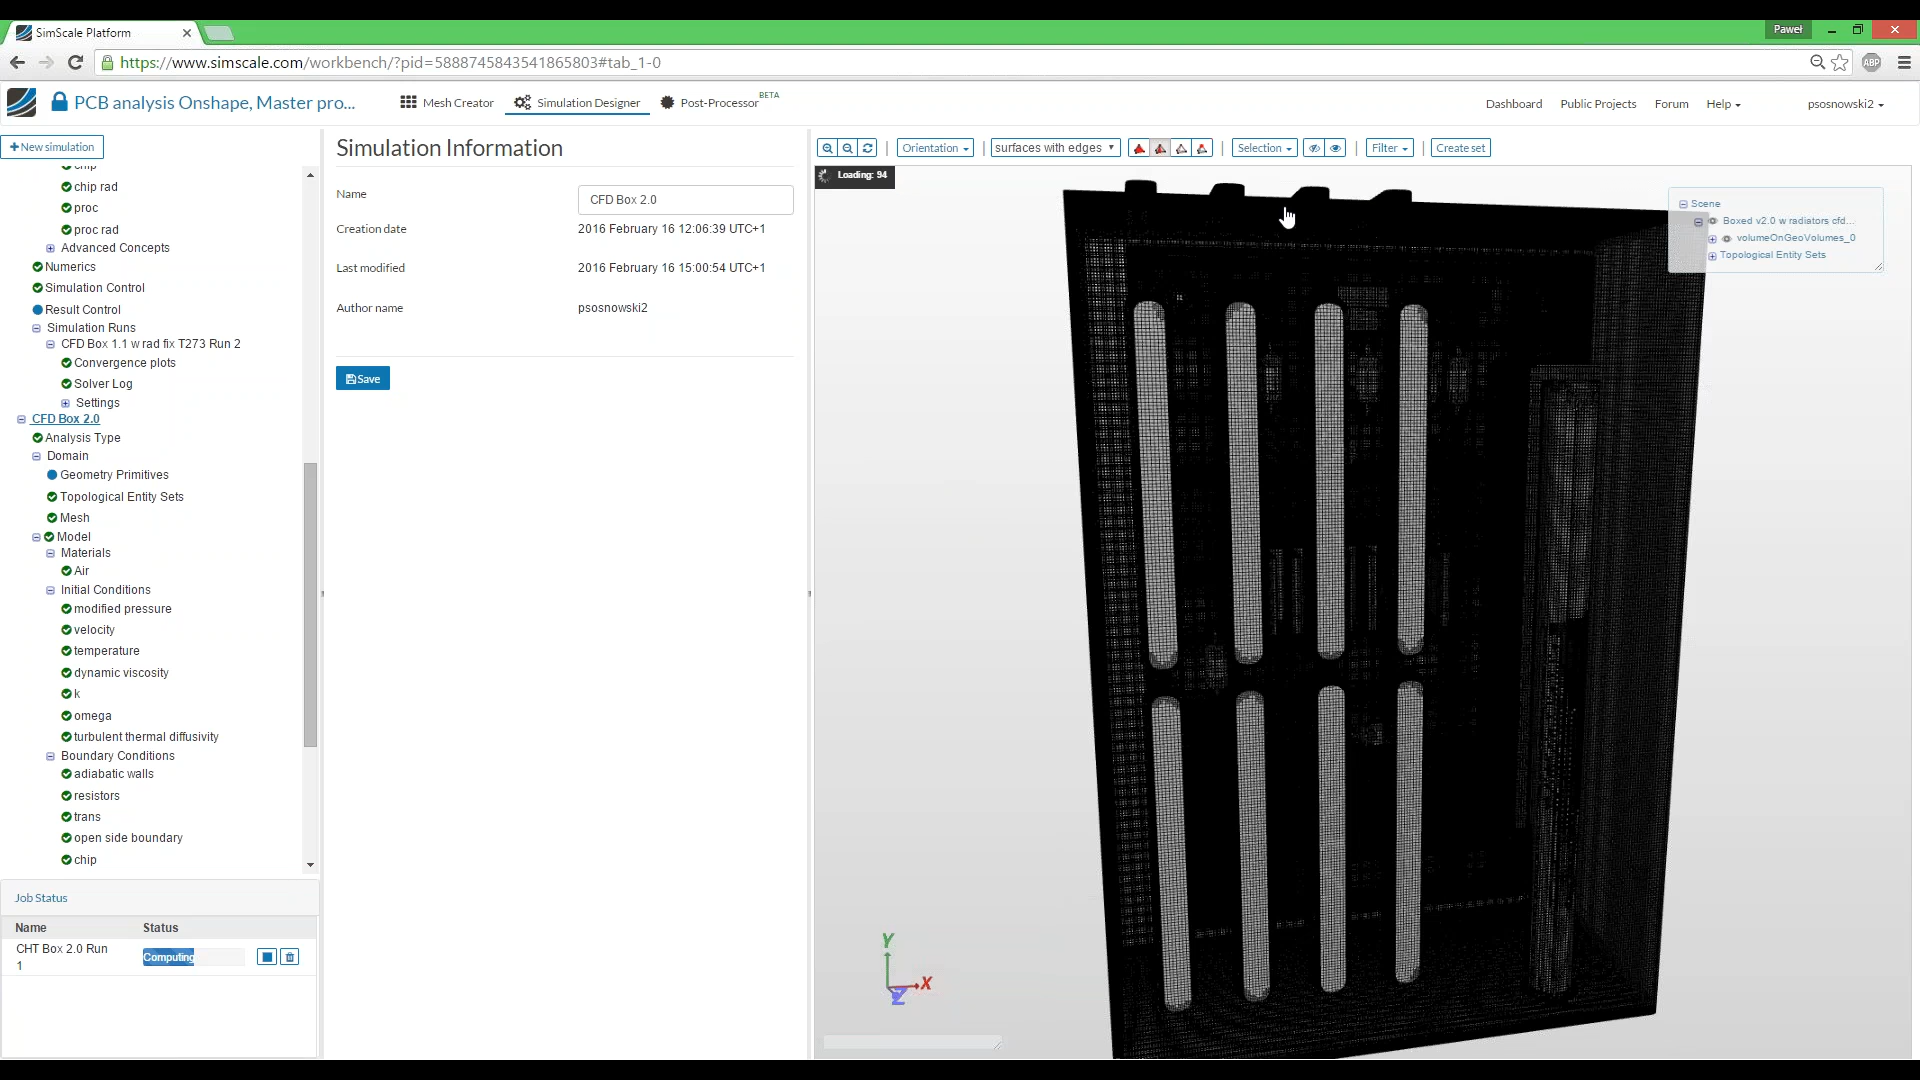 SimScale Platform
Paweł
https://www.simscale.com/workbench/?pid=5888745843541865803#tab_1-0
ABP
PCB analysis Onshape, Master pro...
Mesh Creator
Simulation Designer
Post-Processor
BETA
Dashboard
Public Projects
Forum
Help
psosnowski2
New simulation
chip
chip rad
proc
proc rad
Advanced Concepts
Numerics
Simulation Control
Result Control
Simulation Runs
CFD Box 1.1 w rad fix T273 Run 2
Convergence plots
Solver Log
Settings
CFD Box 2.0
Analysis Type
Domain
Geometry Primitives
Topological Entity Sets
Mesh
Model
Materials
Air
Initial Conditions
modified pressure
velocity
temperature
dynamic viscosity
k
omega
turbulent thermal diffusivity
Boundary Conditions
adiabatic walls
resistors
trans
open side boundary
chip
Job Status
Name Status
CHT Box 2.0 Run
1
Computing
Simulation Information
Name CFD Box 2.0
Creation date 2016 February 16 12:06:39 UTC+1
Last modified 2016 February 16 15:00:54 UTC+1
Author name psosnowski2
Save
Orientation
surfaces with edges
Selection
Filter
Create set
Loading: 94
Scene
Boxed v2.0 w radiators cfd...
volumeOnGeoVolumes_0
Topological Entity Sets
Y
X
Z